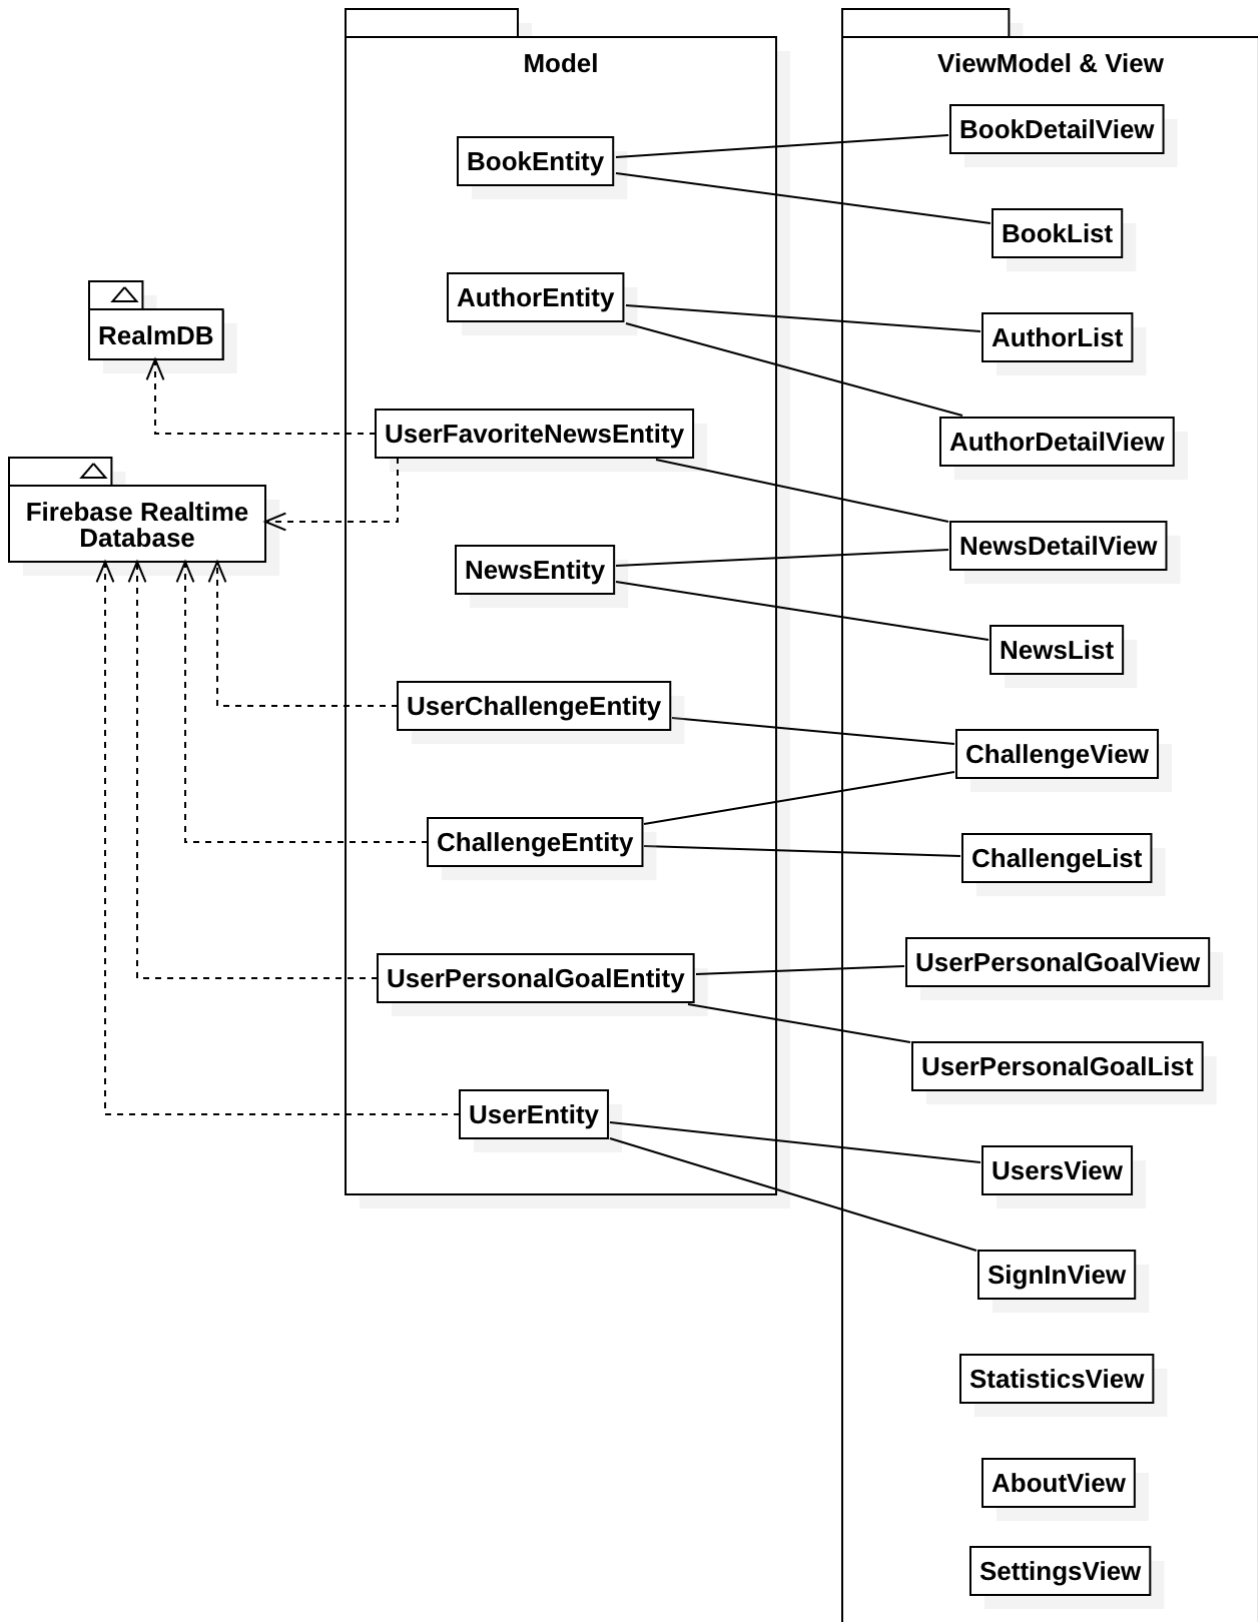 Model
BookEntity
AuthorEntity
RealmDB
UserFavoriteNewsEntity
Firebase Realtime
Database
NewsEntity
UserChallengeEntity
ChallengeEntity
UserPersonalGoalEntity
UserEntity
ViewModel & View
BookDetailView
BookList
AuthorList
AuthorDetailView
NewsDetailView
NewsList
ChallengeView
ChallengeList
UserPersonalGoalView
UserPersonalGoalList
UsersView
SignInView
StatisticsView
AboutView
SettingsView